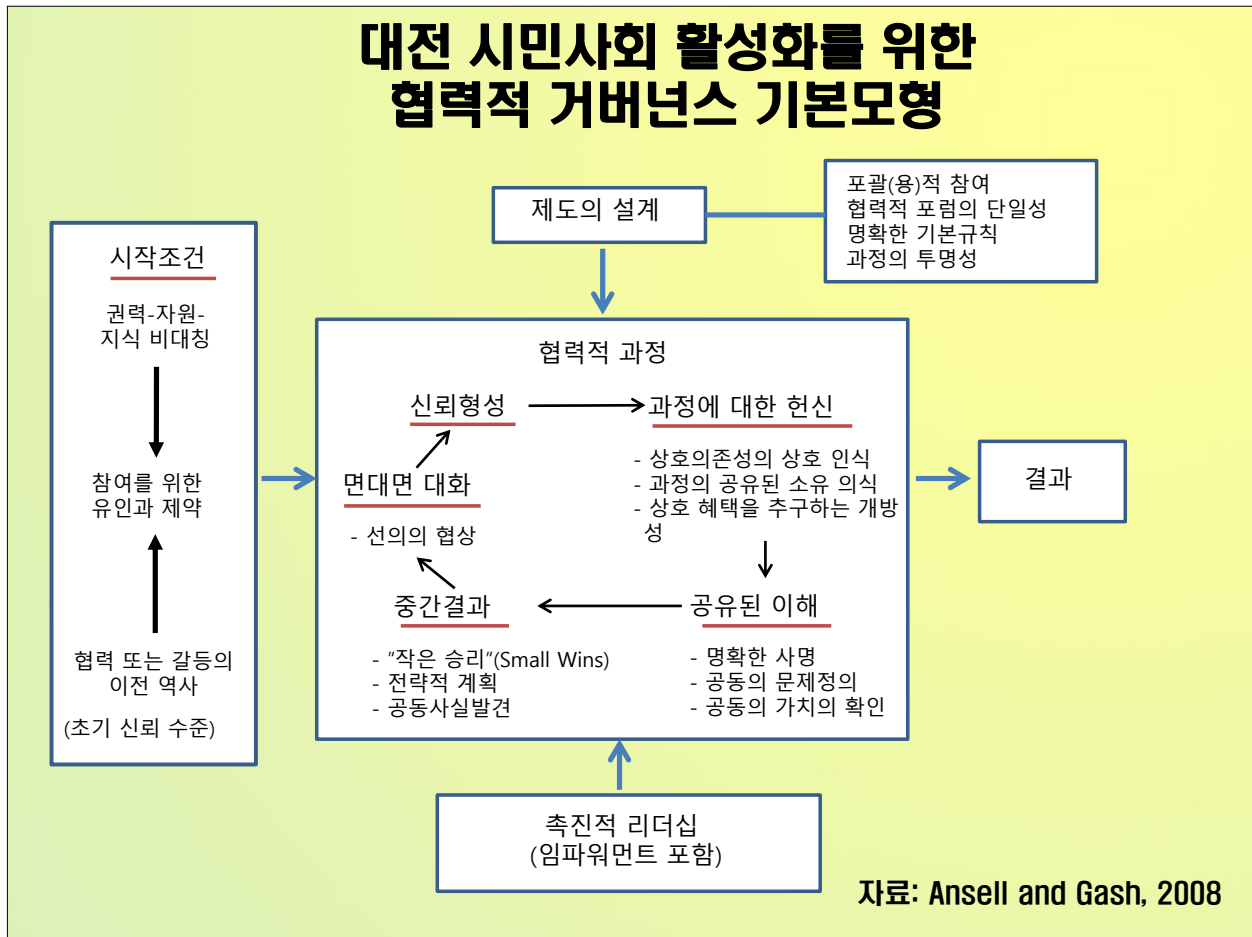 대전 시민사회 활성화를 위한
협력적 거버넌스 기본모형
제도의 설계
포괄(용)적 참여
협력적 포럼의 단일성
명확한 기본규칙
과정의 투명성
시작조건
권력-자원-
지식 비대칭
참여를 위한
유인과 제약
협력 또는 갈등의
이전 역사
(초기 신뢰 수준)
협력적 과정
신뢰형성
과정에 대한 헌신
- 상호의존성의 상호 인식
- 과정의 공유된 소유 의식
- 상호 혜택을 추구하는 개방
성
면대면 대화
- 선의의 협상
중간결과
- "작은 승리"(Small Wins)
- 전략적 계획
- 공동사실발견
공유된 이해
- 명확한 사명
- 공동의 문제정의
- 공동의 가치의 확인
결과
촉진적 리더십
(임파워먼트 포함)
자료: Ansell and Gash, 2008